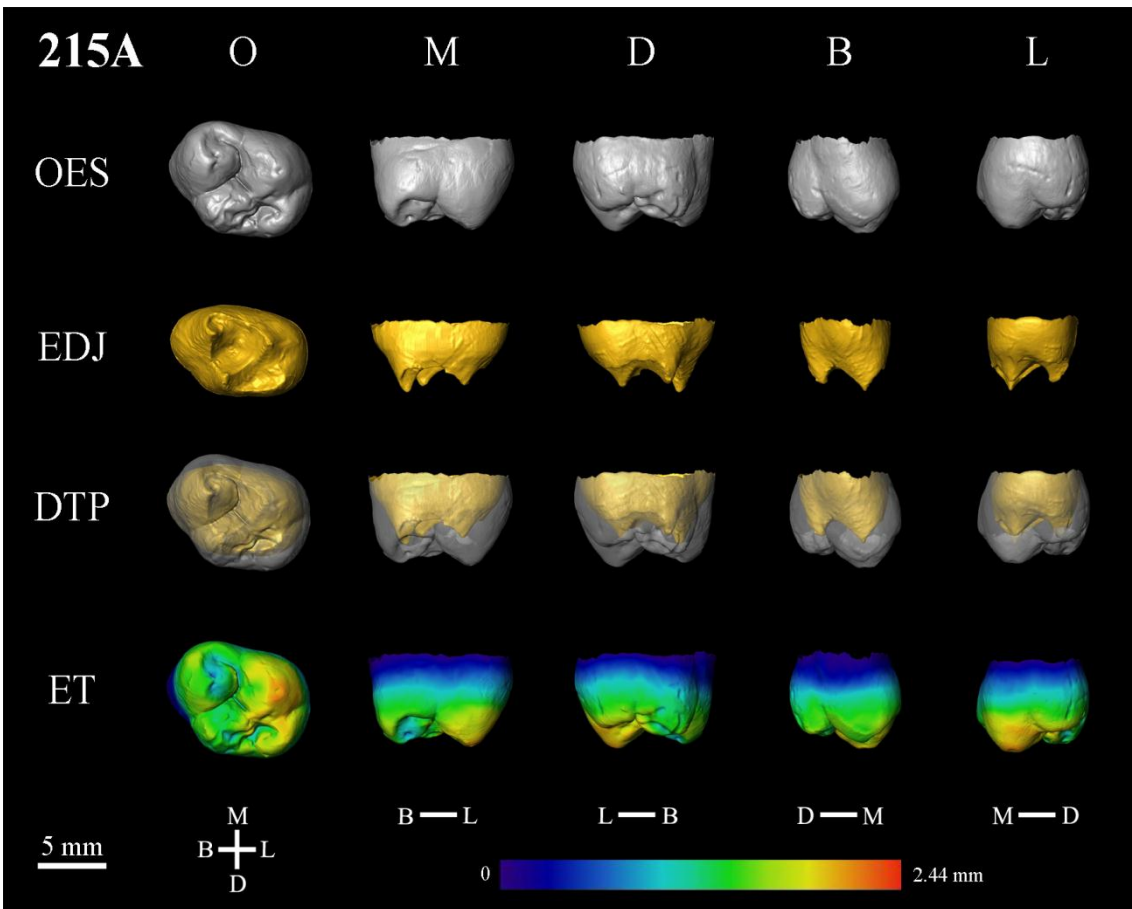 215A O M D B L
OES
EDJ
DTP
ET
M
B L
D
B L
L B
D M
M D
5 mm
0 2.44 mm